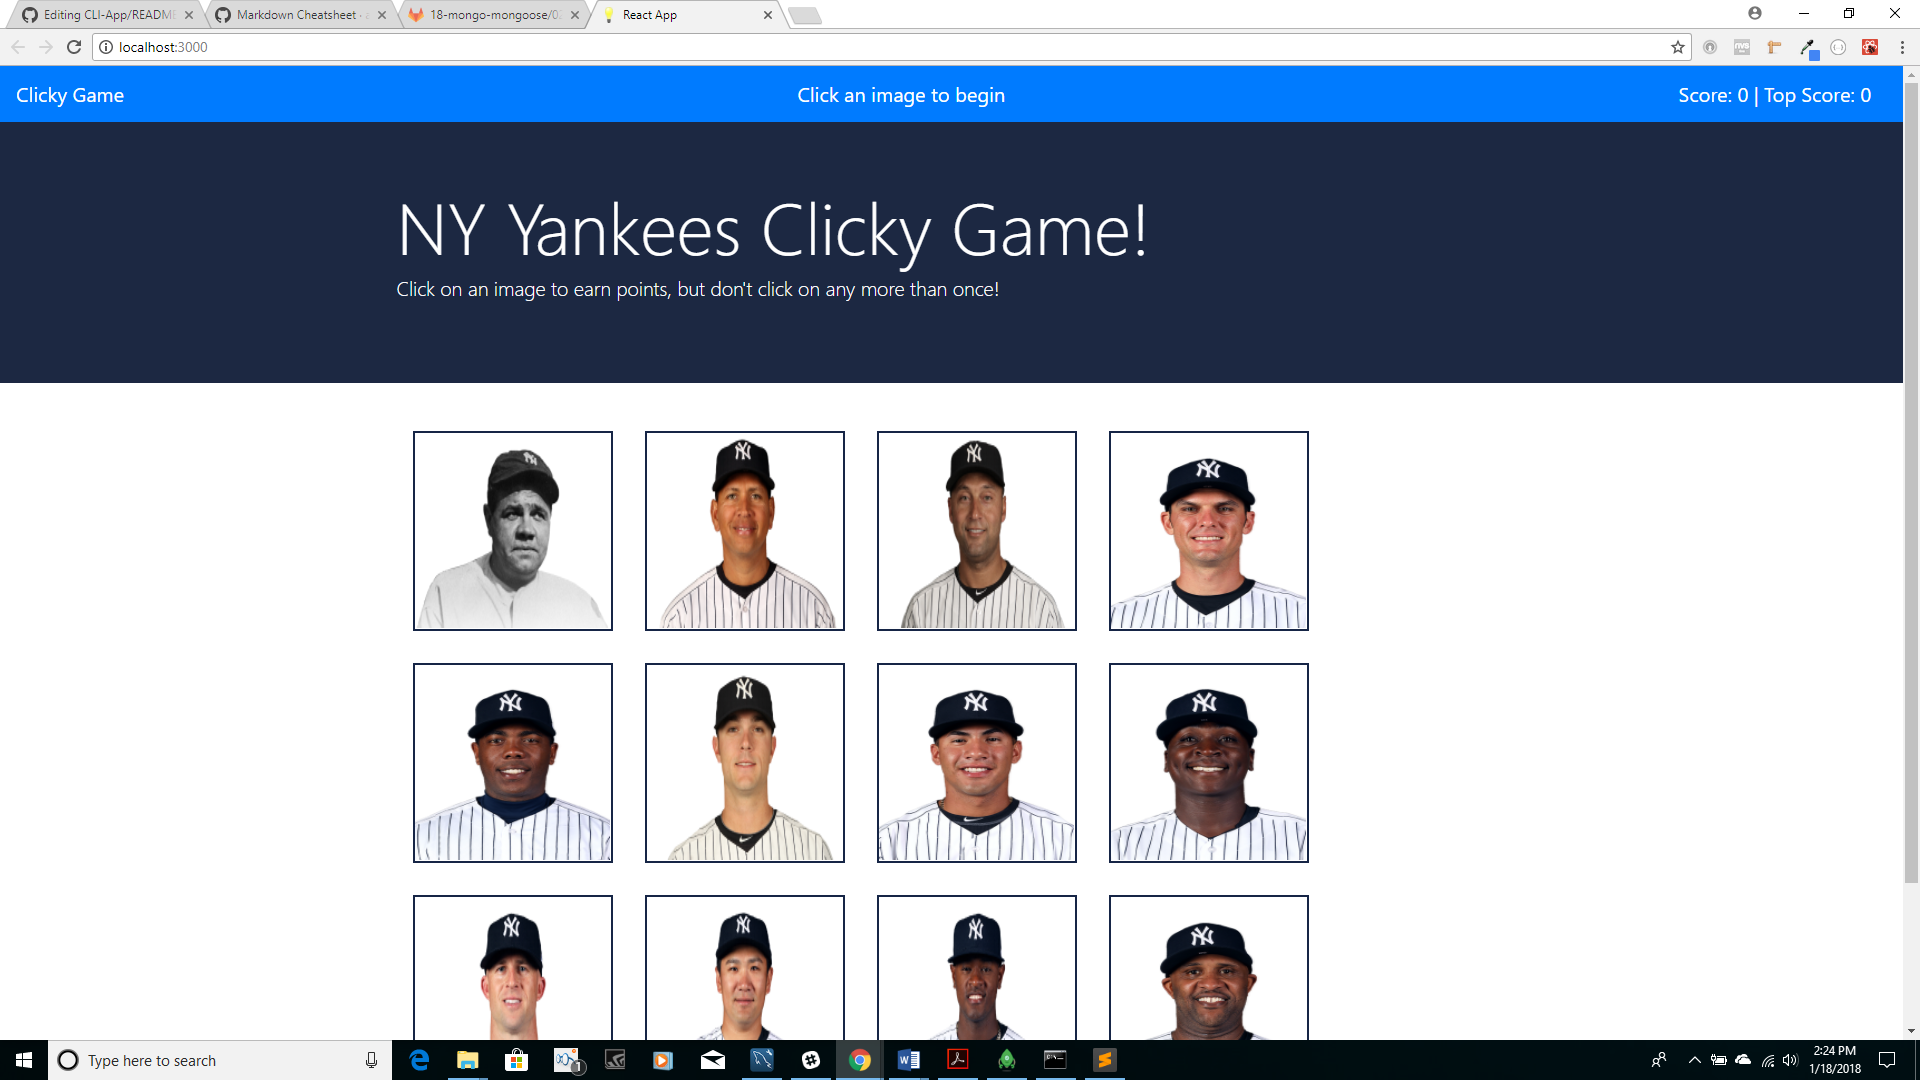 Editing CLI-App/README
Markdown Cheatsheet
18-mongo-mongoose/0
React App
localhost:3000
Clicky Game
Click an image to begin
Score: 0 | Top Score: 0
NY Yankees Clicky Game!
Click on an image to earn points, but don't click on any more than once!
Type here to search
1
2:24 PM
1/18/2018